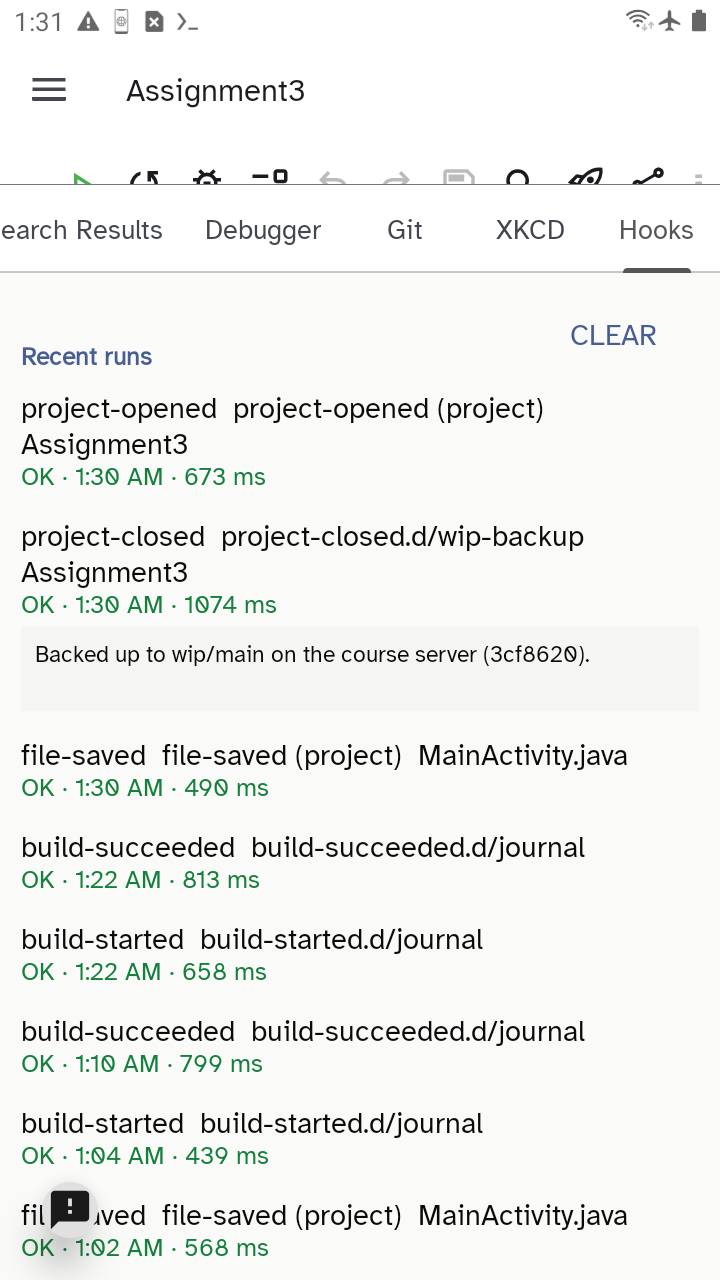 1:31
Assignment3
earch Results Debugger Git XKCD Hooks
CLEAR
Recent runs
project-opened project-opened (project)
Assignment3
OK · 1:30 AM · 673 ms
project-closed project-closed.d/wip-backup
Assignment3
OK · 1:30 AM · 1074 ms
Backed up to wip/main on the course server (3cf8620).
file-saved file-saved (project) MainActivity.java
OK · 1:30 AM · 490 ms
build-succeeded build-succeeded.d/journal
OK · 1:22 AM · 813 ms
build-started build-started.d/journal
OK · 1:22 AM · 658 ms
build-succeeded build-succeeded.d/journal
OK · 1:10 AM · 799 ms
build-started build-started.d/journal
OK · 1:04 AM · 439 ms
file-saved (project) MainActivity.java
OK · 1:02 AM · 568 ms